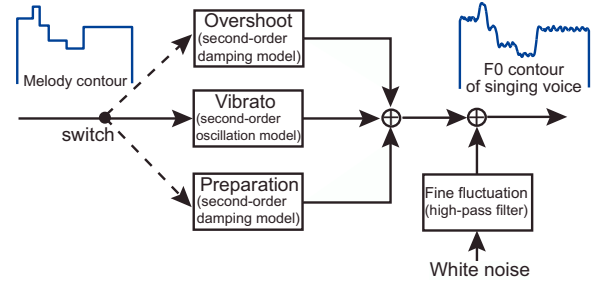 Melody contour
switch
Overshoot
(second-order
damping model)
Vibrato
(second-order
oscillation model)
Preparation
(second-order
damping model)
F0 contour
of singing voice
Fine fluctuation
(high-pass filter)
White noise